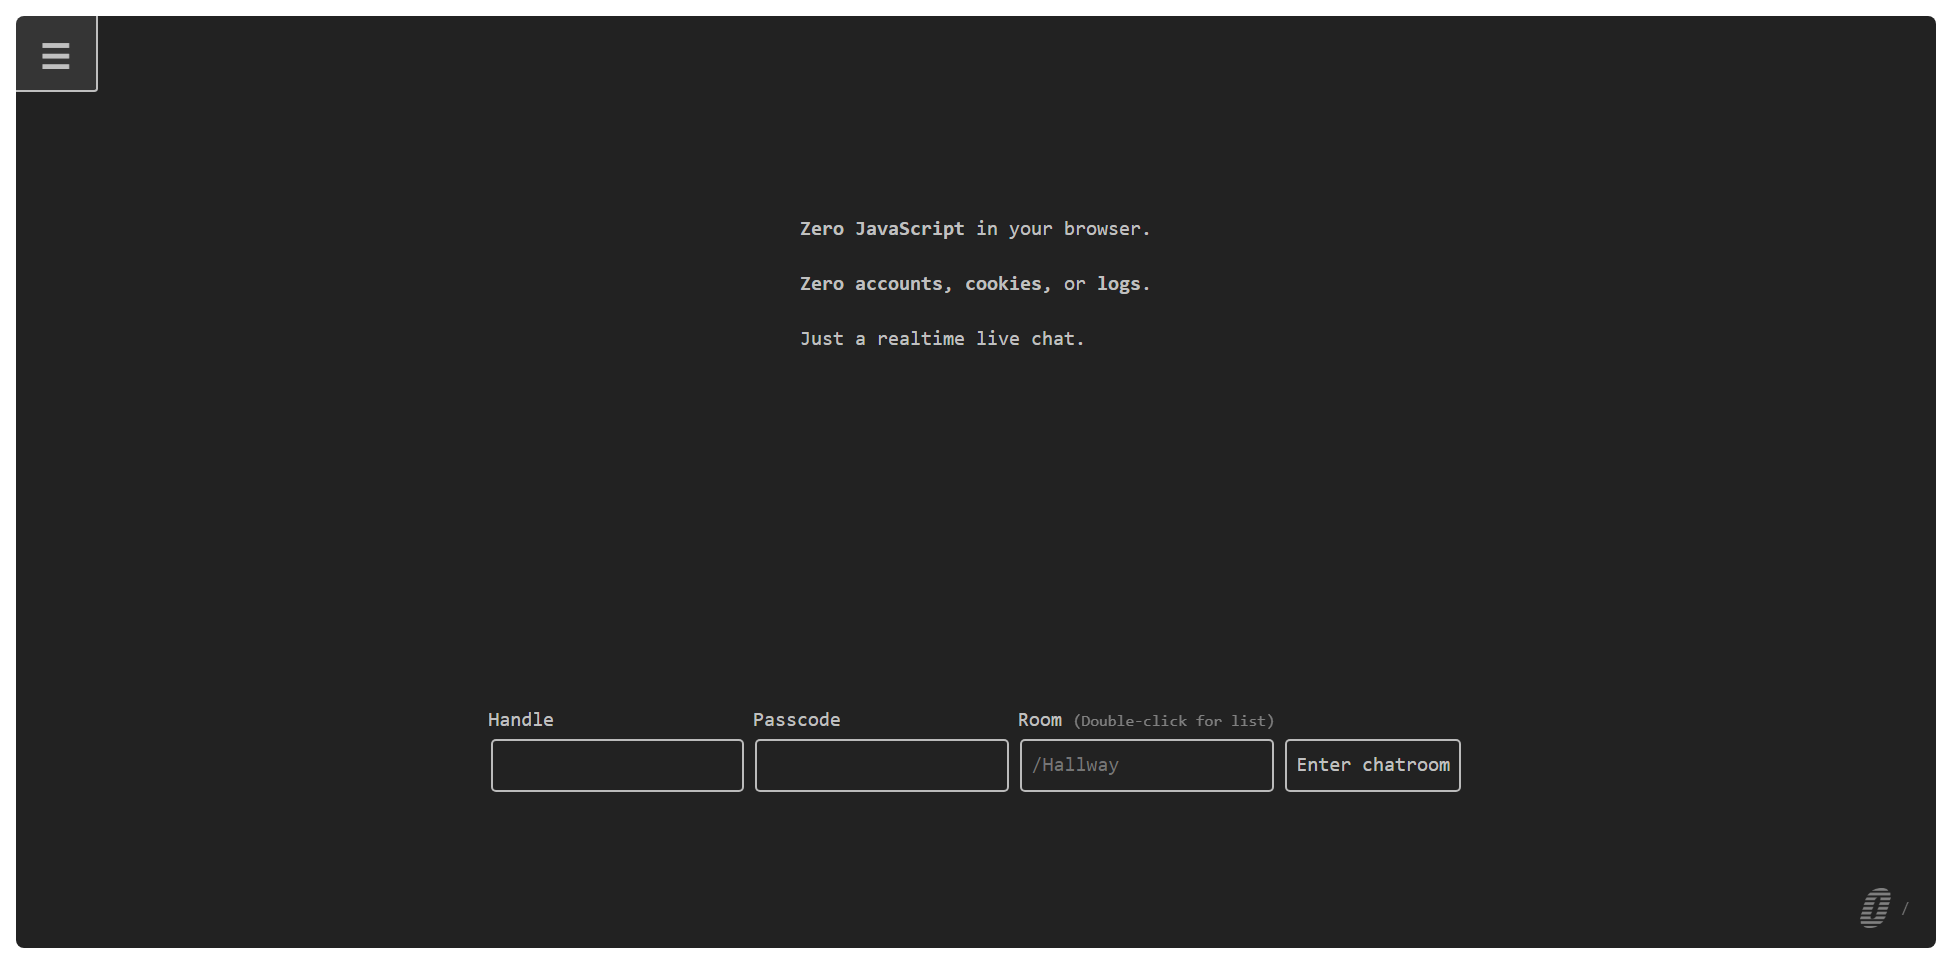 ☰
Zero JavaScript in your browser.
Zero accounts, cookies, or logs.
Just a realtime live chat.
Handle
Passcode
Room (Double-click for list)
/Hallway
Enter chatroom
0 /